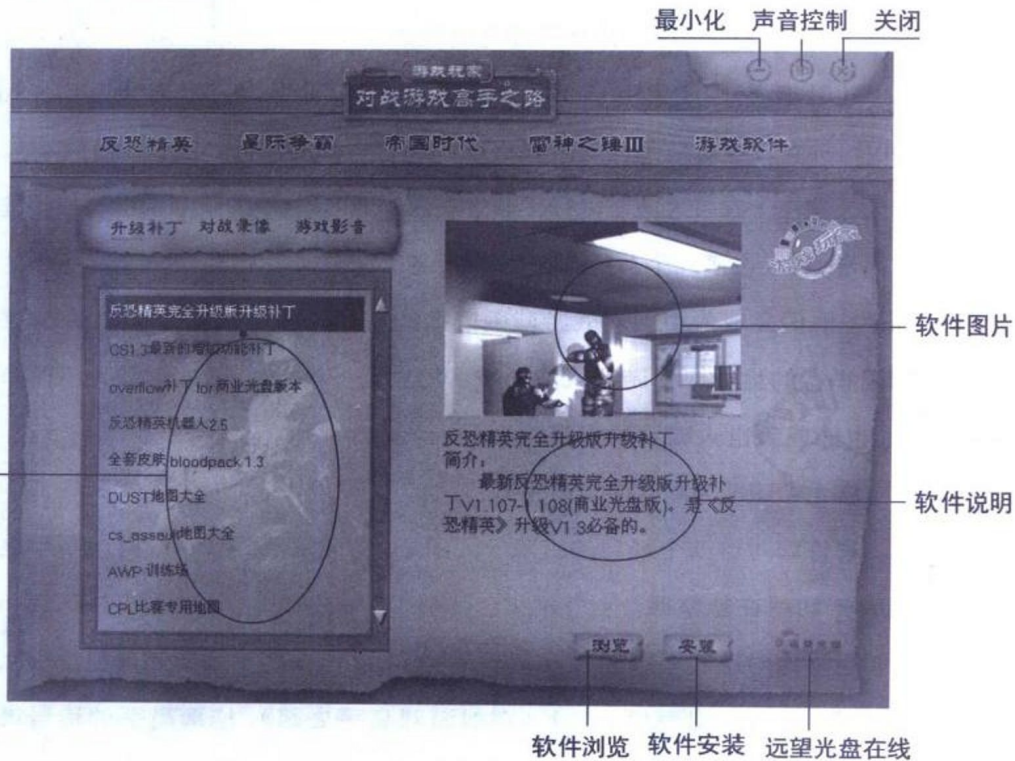 最小化 声音控制 关闭
游戏玩家
对战游戏高手之路
反恐精英 星际争霸 帝国时代 雷神之锤III 游戏软件
升级补丁 对战录像 游戏影音
反恐精英完全升级版升级补丁
CS1.3最新的增加功能补丁
overflow补丁 for 商业光盘版本
反恐精英机器人2.5
全套皮肤 bloodpack 1.3
DUST地图大全
cs_assault地图大全
AWP 训练场
CPL比赛专用地图
软件图片
反恐精英完全升级版升级补丁
简介:
最新反恐精英完全升级版升级补
丁V1.107-1.108(商业光盘版)。是《反
恐精英》升级V1.3必备的。
软件说明
浏览 安装
软件浏览 软件安装 远望光盘在线